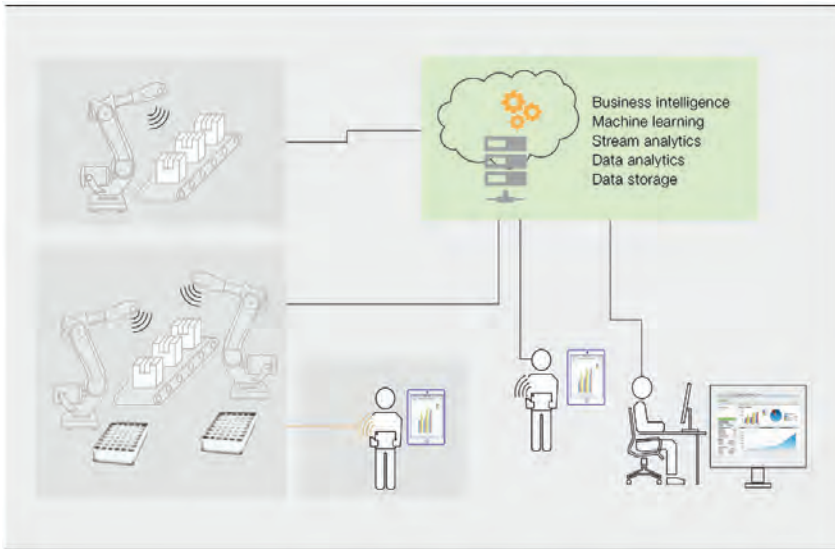 Business intelligence
Machine learning
Stream analytics
Data analytics
Data storage